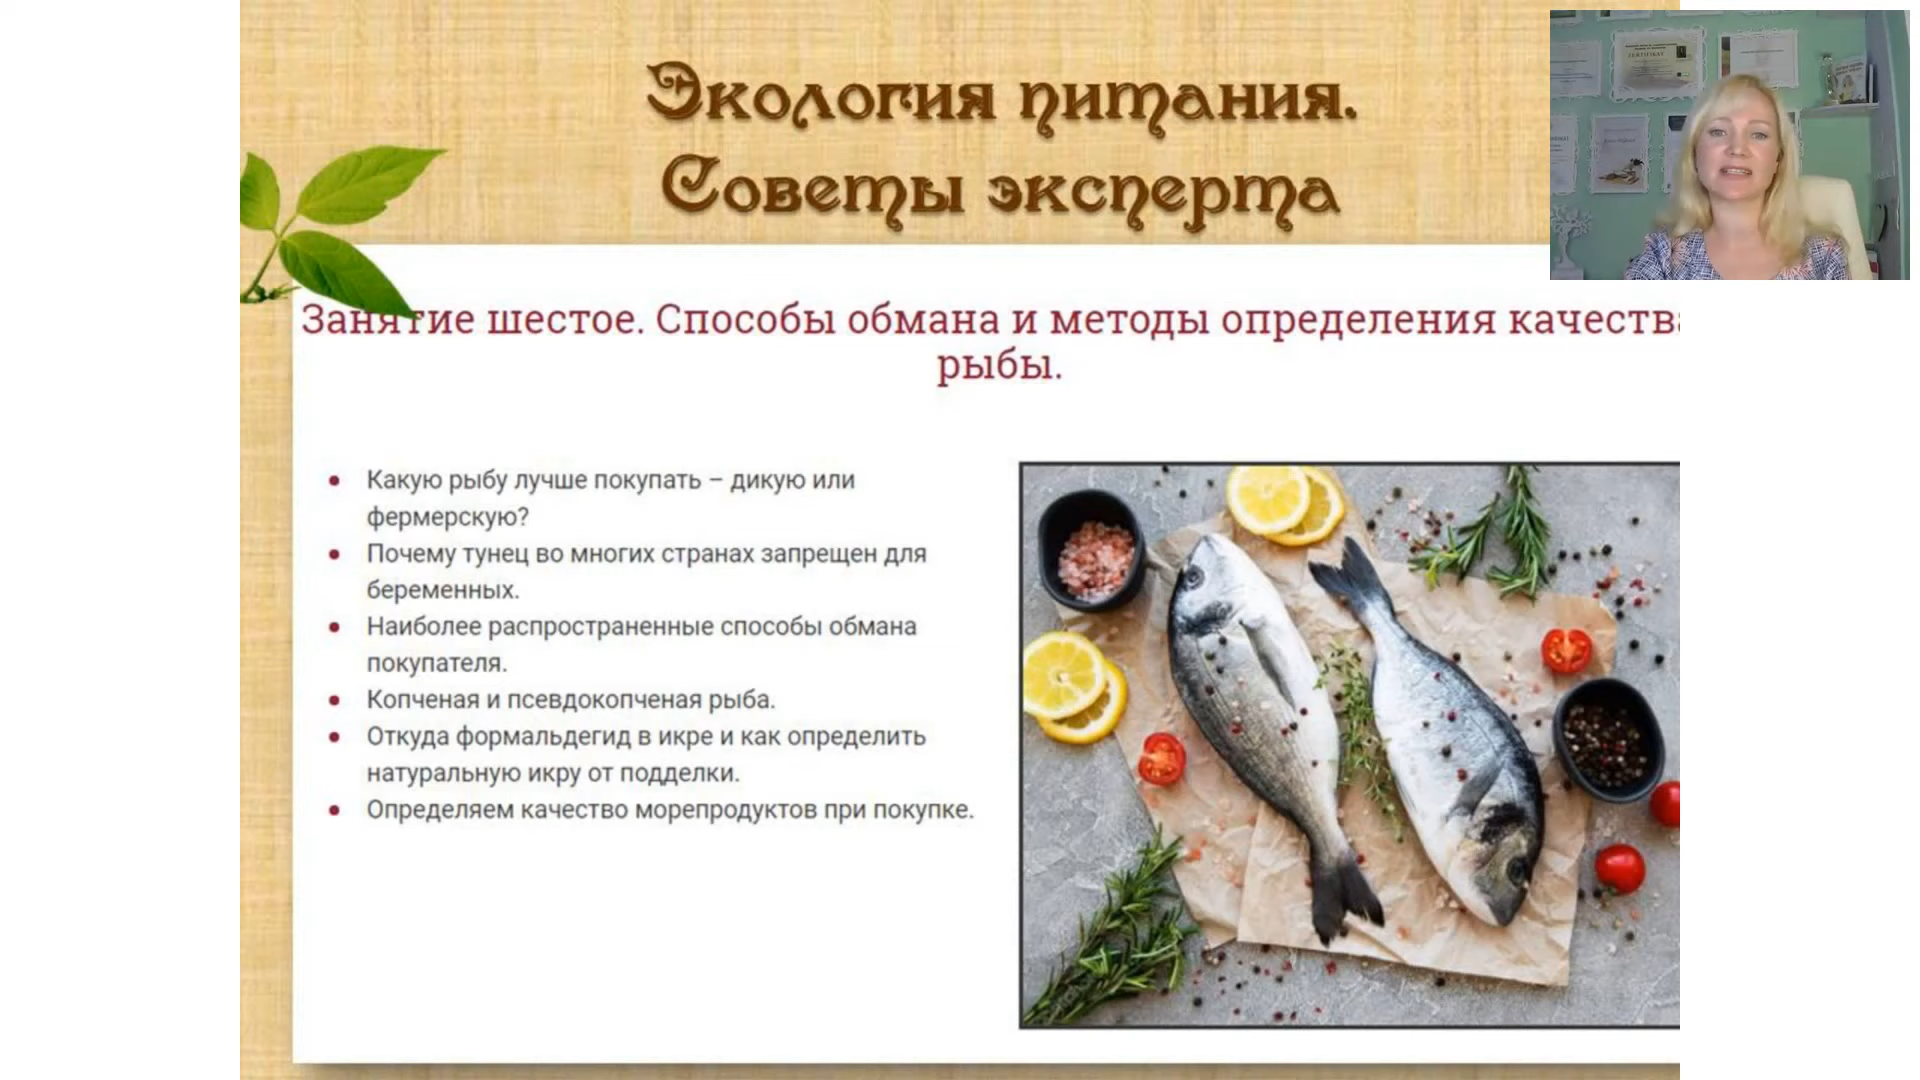 Экология питания.
Советы эксперта
Занятие шестое. Способы обмана и методы определения качества
рыбы.
Какую рыбу лучше покупать – дикую или
фермерскую?
Почему тунец во многих странах запрещен для
беременных.
Наиболее распространенные способы обмана
покупателя.
Копченая и псевдокопченая рыба.
Откуда формальдегид в икре и как определить
натуральную икру от подделки.
Определяем качество морепродуктов при покупке.